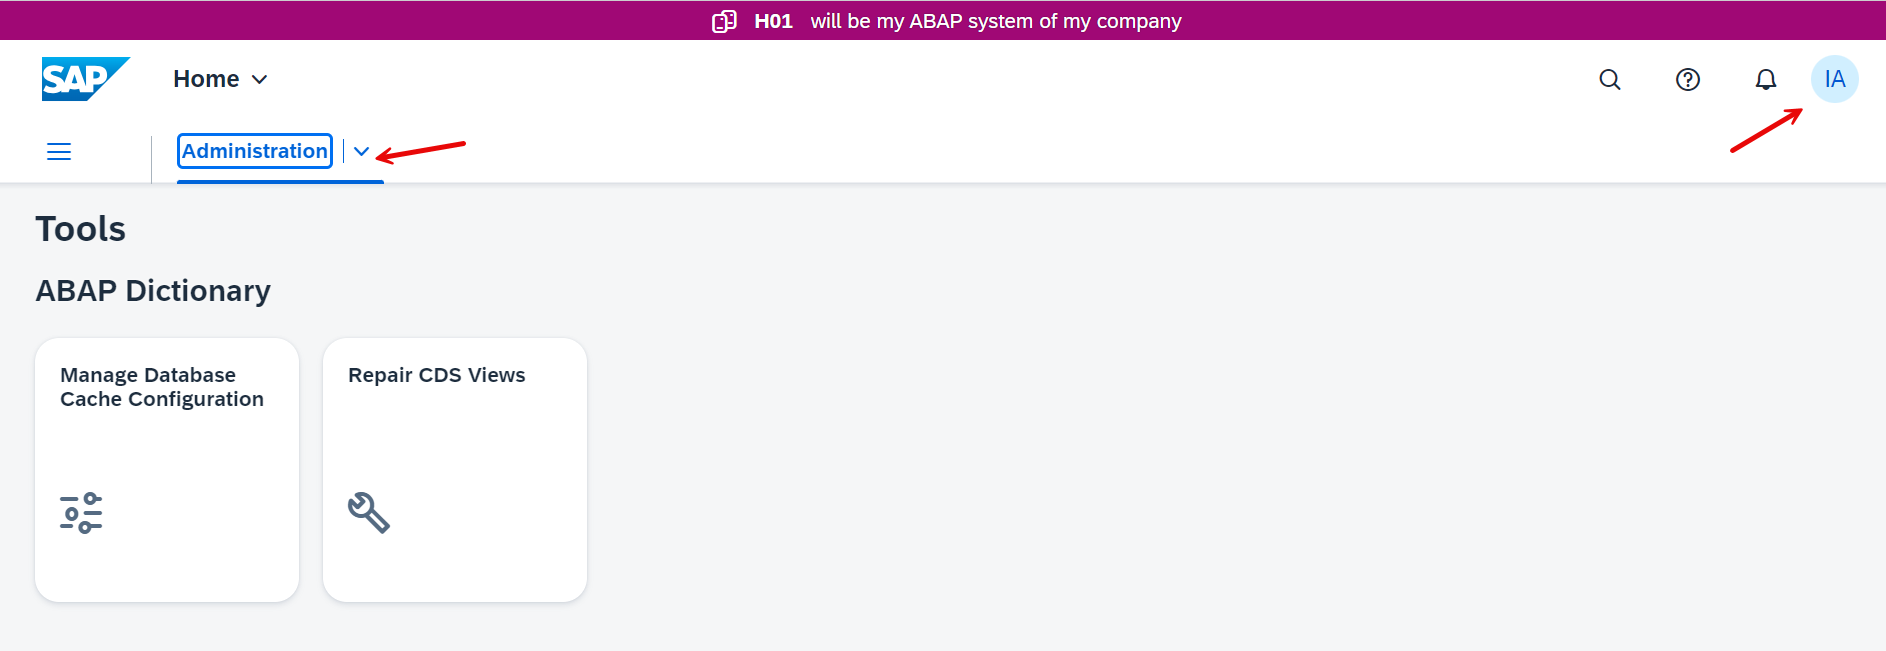 H01 will be my ABAP system of my company
SAP
Home
IA
Administration
Tools
ABAP Dictionary
Manage Database
Cache Configuration
Repair CDS Views